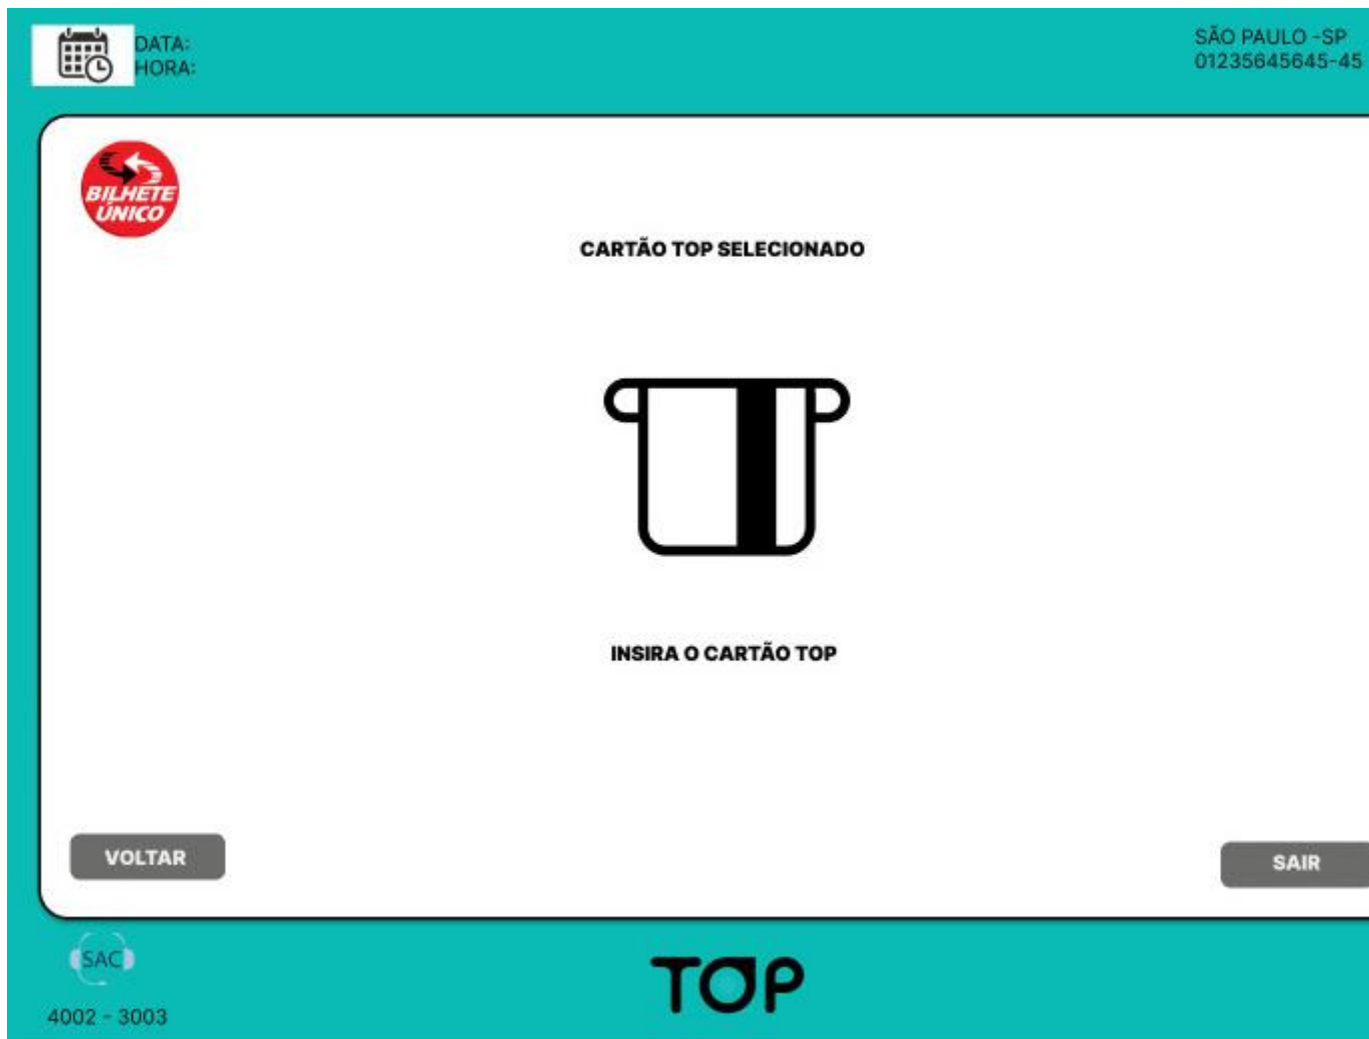 DATA:
HORA:
SÃO PAULO -SP
01235645645-45
BILHETE
ÚNICO
CARTÃO TOP SELECIONADO
INSIRA O CARTÃO TOP
VOLTAR
SAIR
SAC
4002 - 3003
TOP